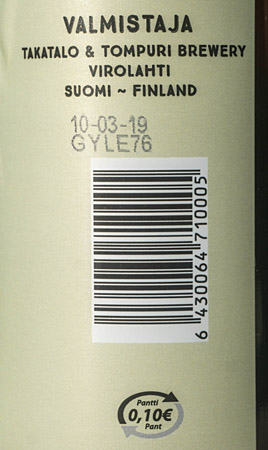 VALMISTAJA
TAKATALO & TOMPURI BREWERY
VIROLAHTI
SUOMI ~ FINLAND
10-03-19
GYLE76
6 430064 710005
Pantti
0,10€
Pant